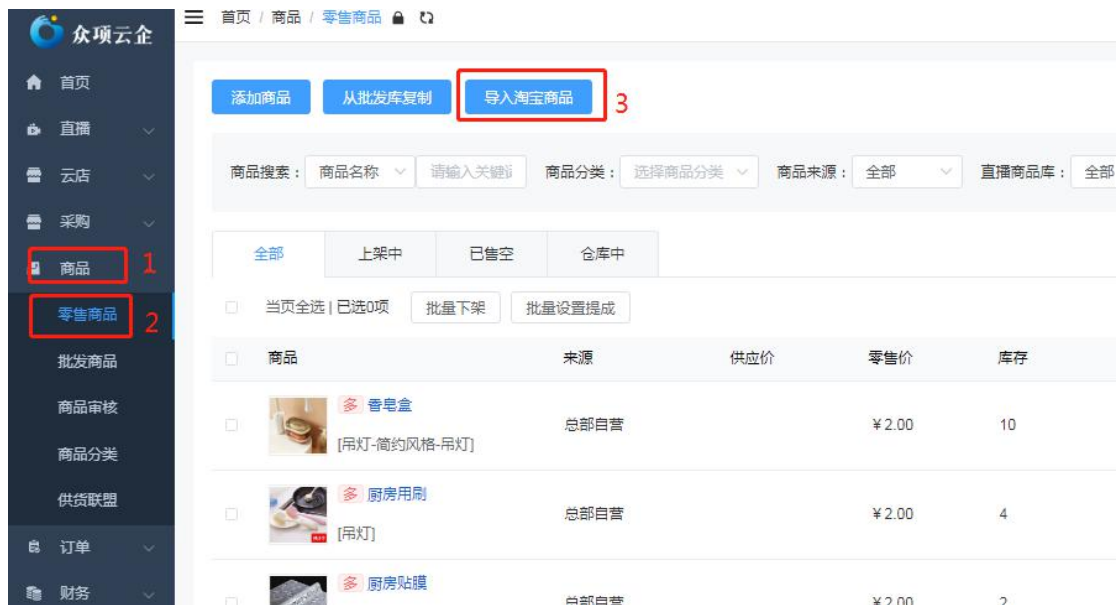 众项云企
首页 / 商品 / 零售商品
首页
直播
云店
采购
商品
1
零售商品
2
批发商品
商品审核
商品分类
供货联盟
订单
财务
添加商品
从批发库复制
导入淘宝商品
3
商品搜索： 商品名称 请输入关键词 商品分类： 选择商品分类 商品来源： 全部 直播商品库： 全部
全部 上架中 已售空 仓库中
当页全选 | 已选0项 批量下架 批量设置提成
商品 来源 供应价 零售价 库存
多 香皂盒
[吊灯-简约风格-吊灯]
总部自营 ¥2.00 10
多 厨房用刷
[吊灯]
总部自营 ¥2.00 4
多 厨房贴膜
总部自营 ¥2.00 2